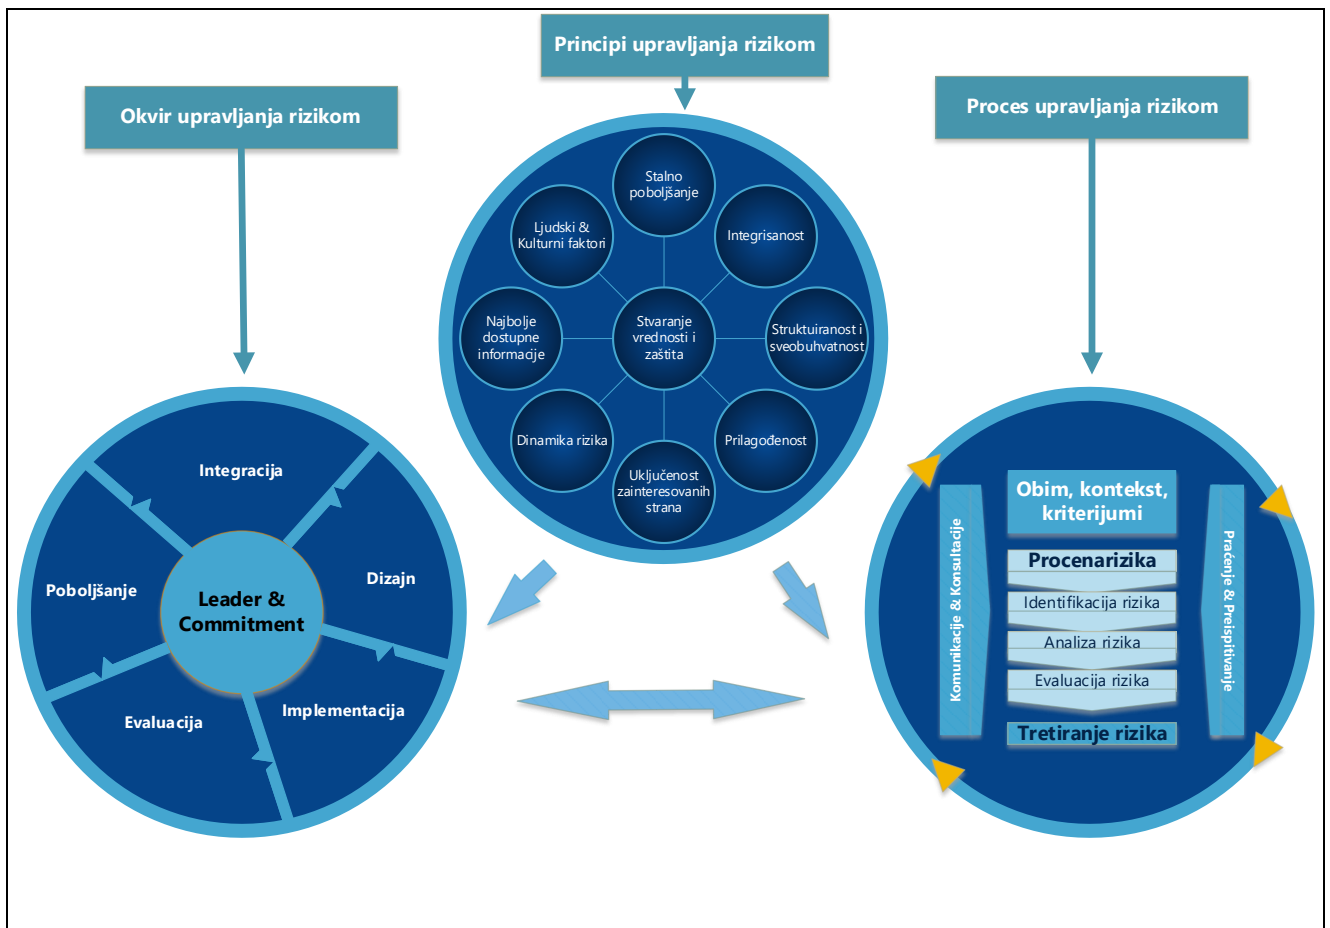 Principi upravljanja rizikom
Okvir upravljanja rizikom
Proces upravljanja rizikom
Stalno
poboljšanje
Ljudski &
Kulturni faktori
Integrisanost
Najbolje
dostupne
informacije
Stvaranje
vrednosti i
zaštita
Struktuiranost i
sveobuhvatnost
Dinamika rizika
Prilagođenost
Uključenost
zainteresovanih
strana
Integracija
Poboljšanje
Dizajn
Leader &
Commitment
Evaluacija
Implementacija
Komunikacije & Konsultacije
Obim, kontekst,
kriterijumi
Procenarizika
Identifikacija rizika
Analiza rizika
Evaluacija rizika
Tretiranje rizika
Praćenje & Preispitivanje